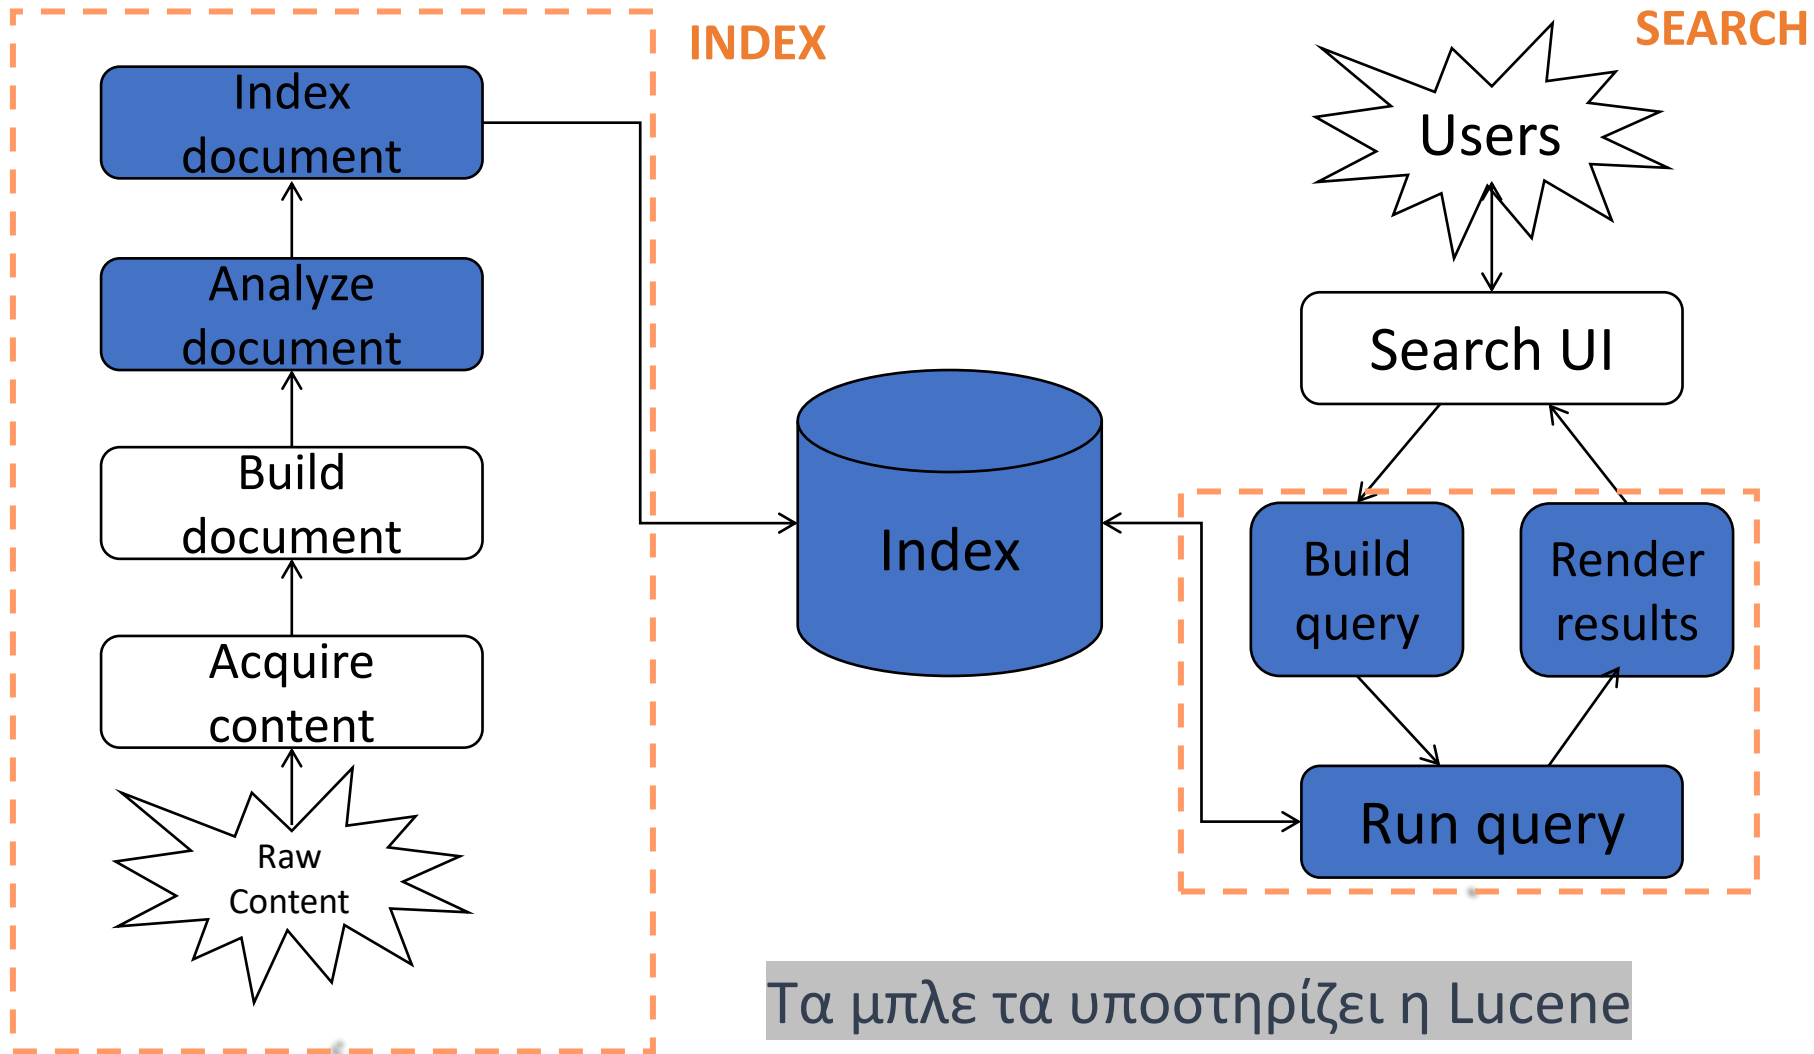 INDEX
SEARCH
Index
document
Analyze
document
Build
document
Acquire
content
Raw
Content
Index
Users
Search UI
Build
query
Render
results
Run query
Τα μπλε τα υποστηρίζει η Lucene